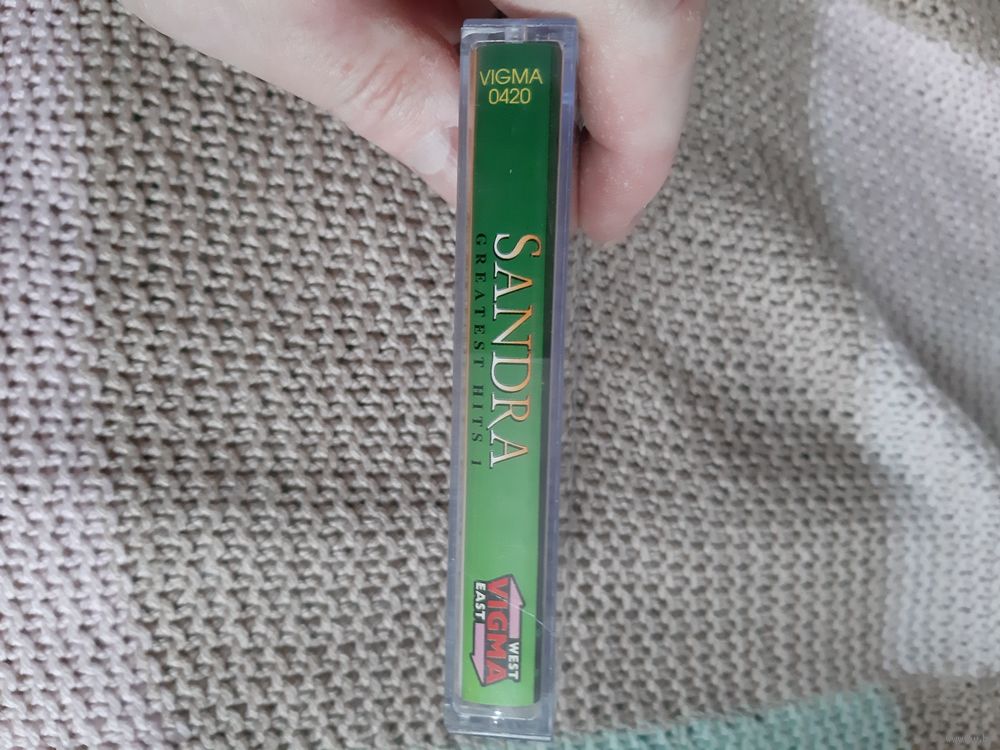 VIGMA
0420
SANDRA
GREATEST HITS 1
WEST
VIGMA
EAST